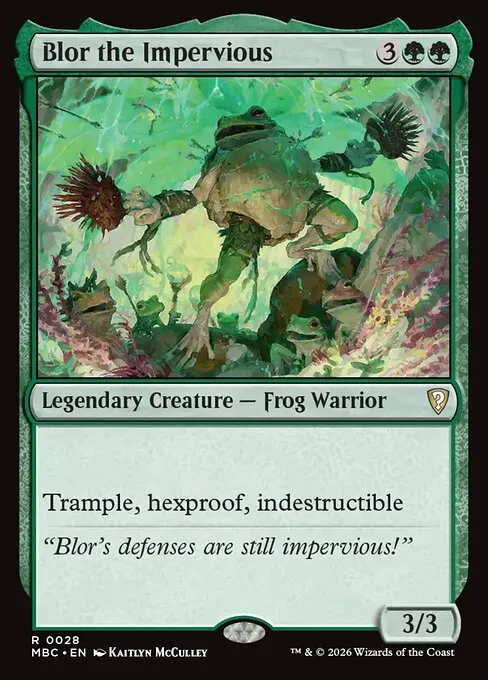 Blor the Impervious 3
Legendary Creature — Frog Warrior
Trample, hexproof, indestructible
“Blor’s defenses are still impervious!”
3/3
R 0028
MBC • EN Kaitlyn McCulley
™ & © 2026 Wizards of the Coast